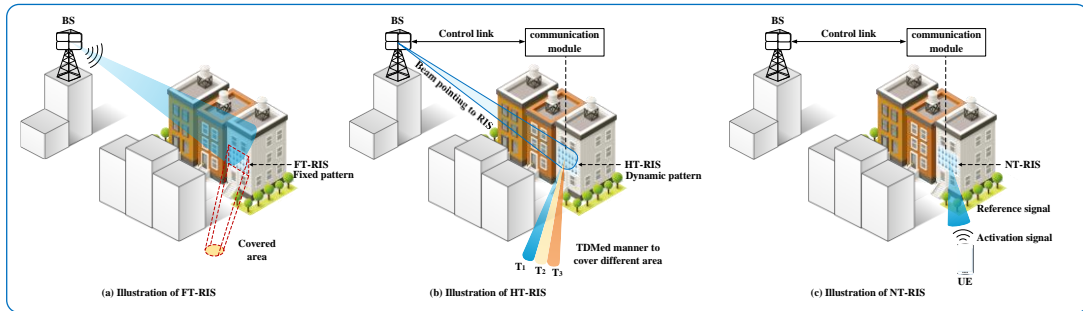 BS
FT-RIS
Fixed pattern
Covered
area
(a) Illustration of FT-RIS
BS
Control link
communication
module
Beam pointing to RIS
HT-RIS
Dynamic pattern
TDMed manner to
cover different area
T1
T2
T3
(b) Illustration of HT-RIS
BS
Control link
communication
module
NT-RIS
Reference signal
Activation signal
UE
(c) Illustration of NT-RIS